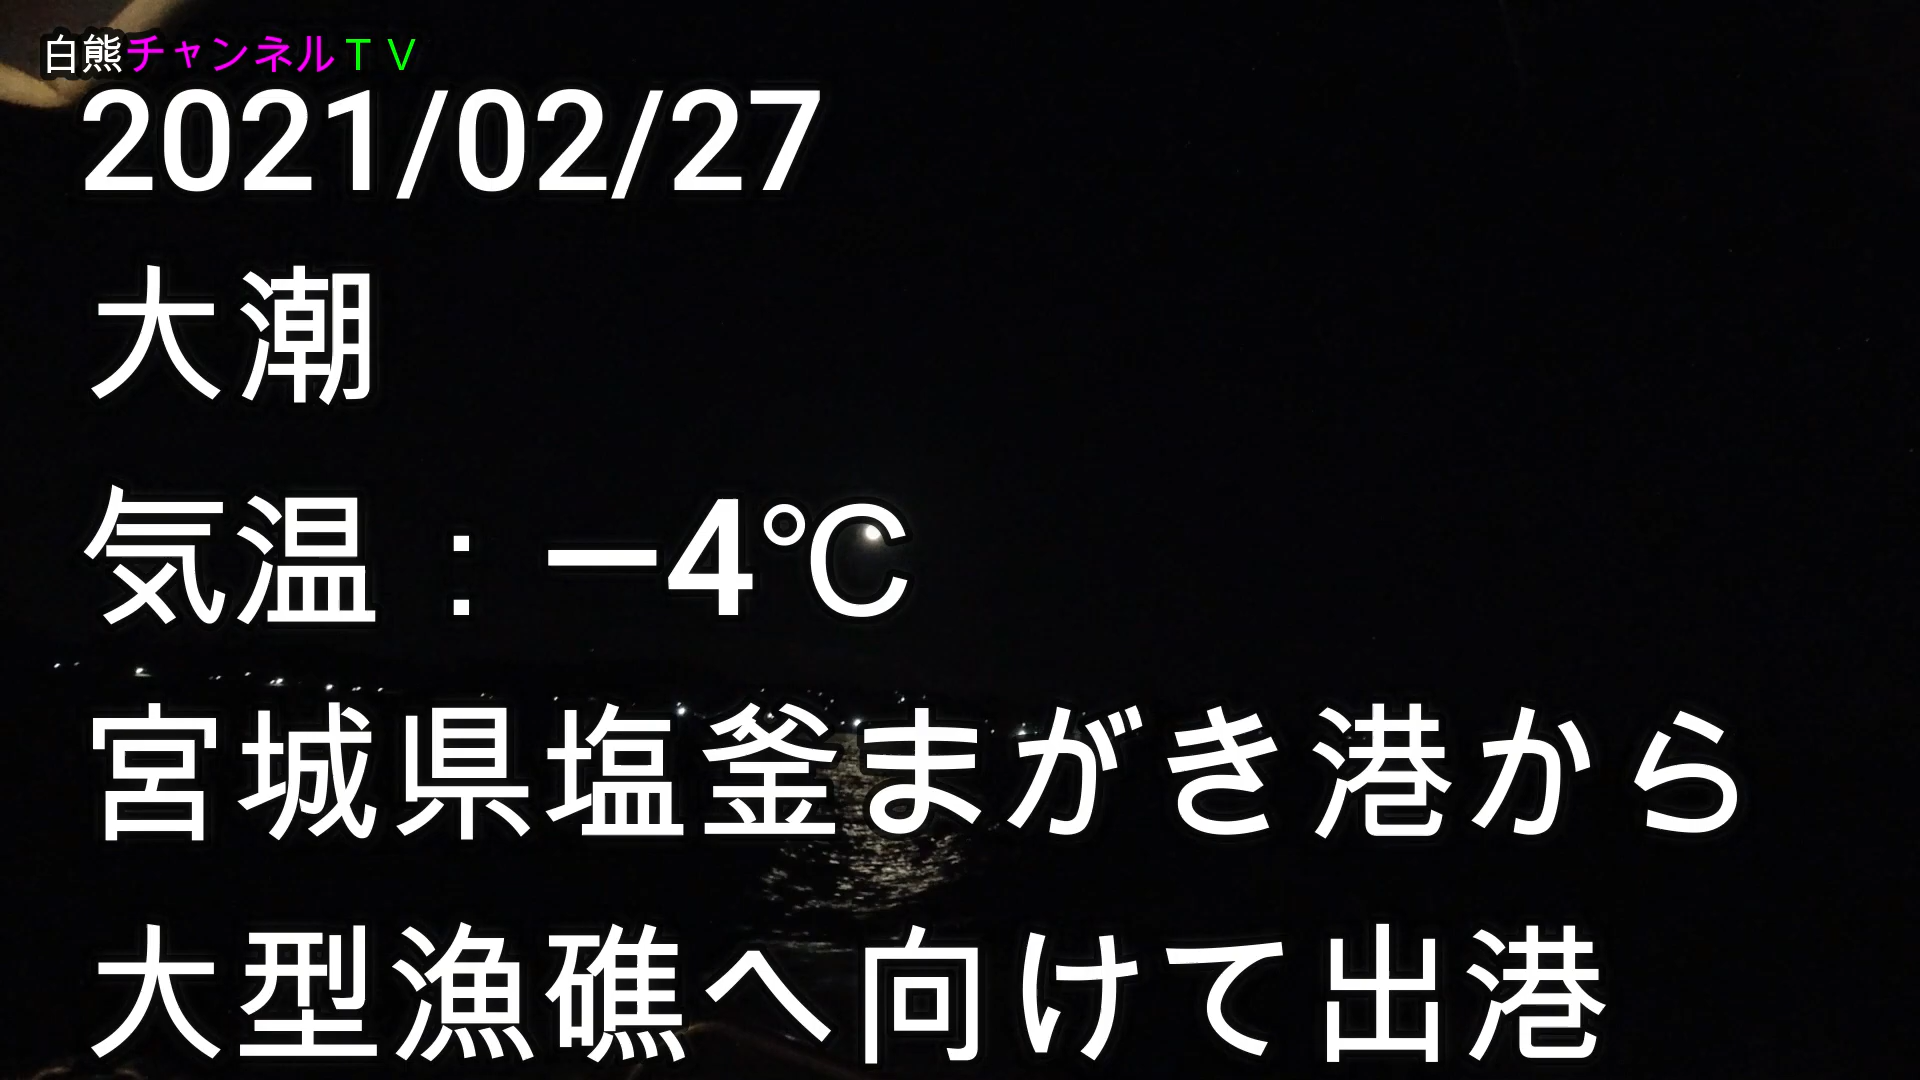 白熊チャンネルＴＶ
2021/02/27
大潮
気温：ー4℃
宮城県塩釜まがき港から
大型漁礁へ向けて出港